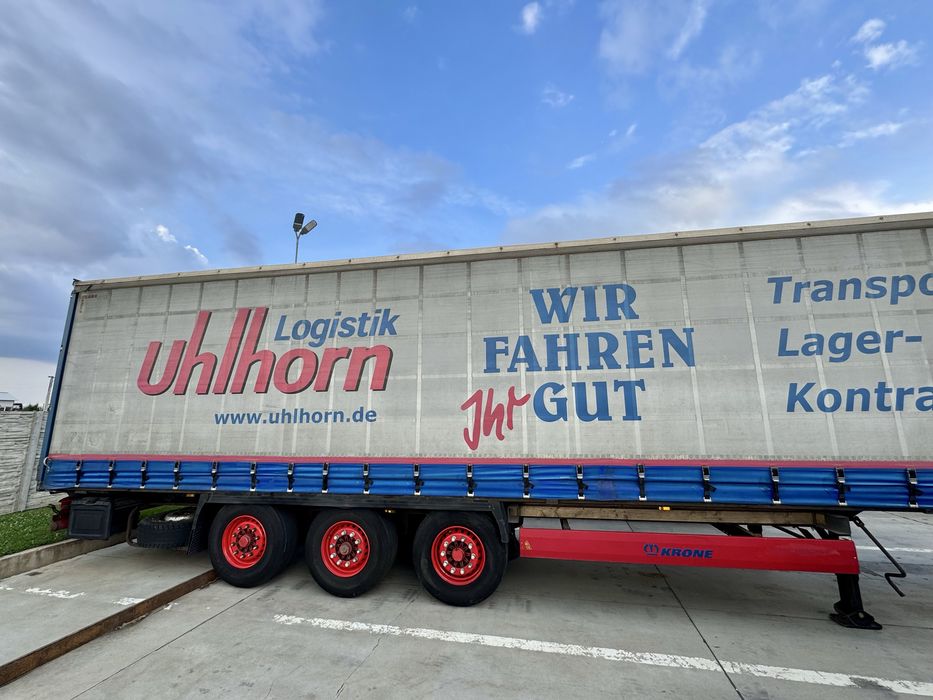 Logistik
uhlhorn
www.uhlhorn.de
WIR
FAHREN
Ihr GUT
Transpo
Lager-
Kontra
KRONE